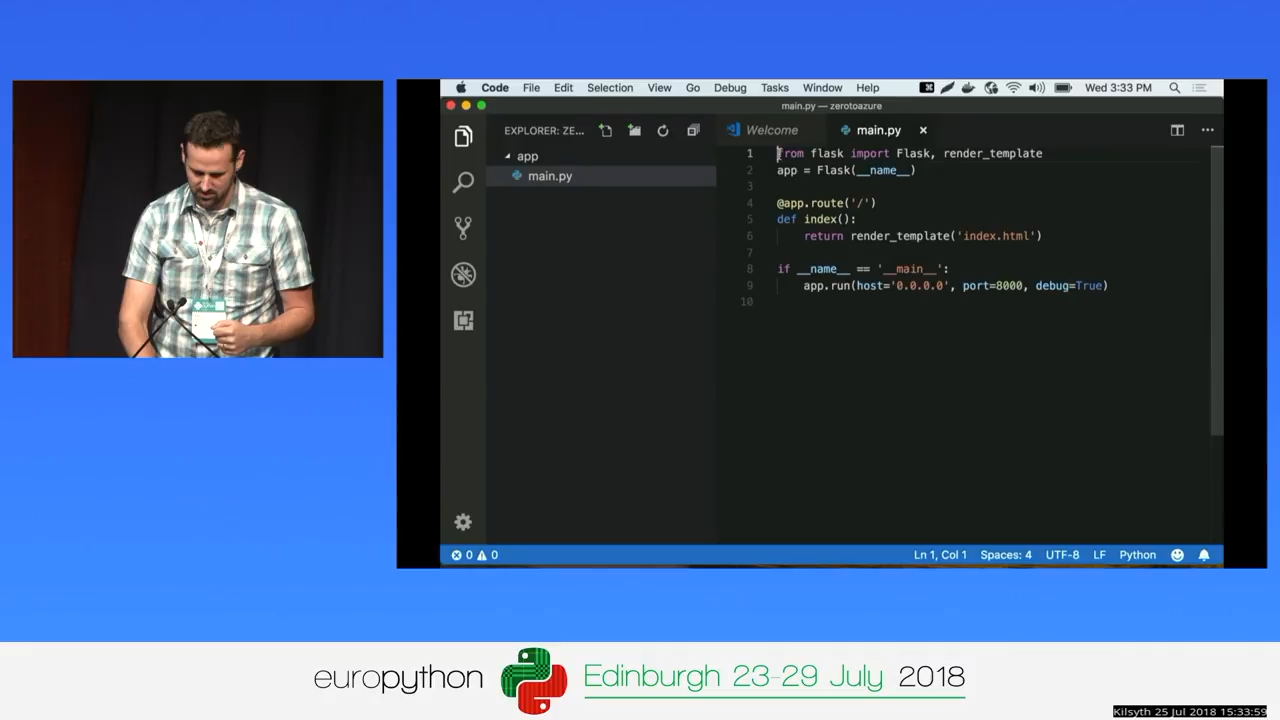 Code File Edit Selection View Go Debug Tasks Window Help Wed 3:33 PM
main.py — zerotoazure
EXPLORER: ZE...
Welcome
main.py
app
main.py
1 from flask import Flask, render_template
2 app = Flask(__name__)
3
4 @app.route('/')
5 def index():
6 return render_template('index.html')
7
8 if __name__ == '__main__':
9 app.run(host='0.0.0.0', port=8000, debug=True)
10
0 0
Ln 1, Col 1 Spaces: 4 UTF-8 LF Python
europython Edinburgh 23-29 July 2018
Kilsyth 25 Jul 2018 15:33:59